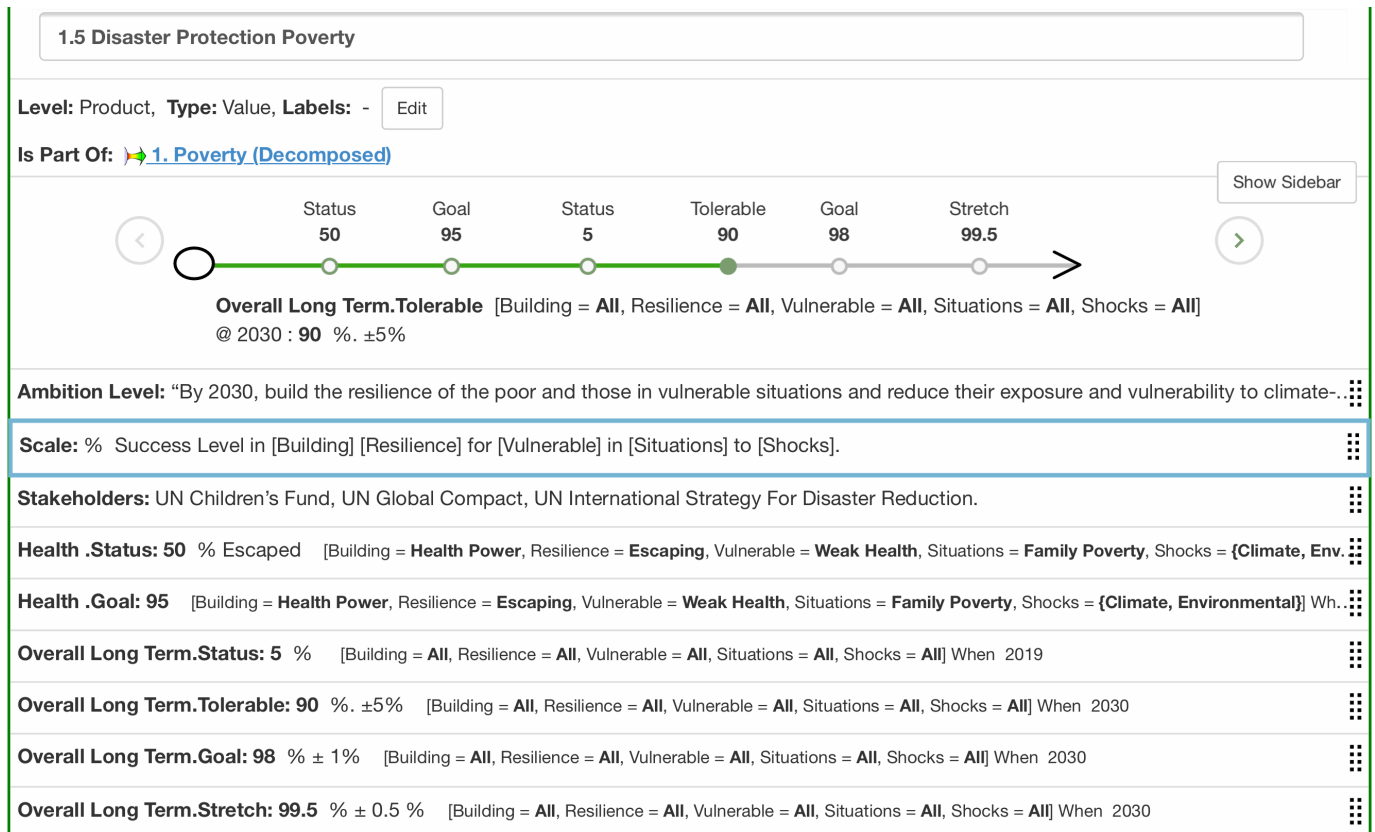 1.5 Disaster Protection Poverty
Level: Product, Type: Value, Labels: - Edit
Is Part Of: 1. Poverty (Decomposed)
Show Sidebar
Status Goal Status Tolerable Goal Stretch
50 95 5 90 98 99.5
Overall Long Term.Tolerable [Building = All, Resilience = All, Vulnerable = All, Situations = All, Shocks = All]
@ 2030 : 90 %. ±5%
Ambition Level: “By 2030, build the resilience of the poor and those in vulnerable situations and reduce their exposure and vulnerability to climate-..
Scale: % Success Level in [Building] [Resilience] for [Vulnerable] in [Situations] to [Shocks].
Stakeholders: UN Children’s Fund, UN Global Compact, UN International Strategy For Disaster Reduction.
Health .Status: 50 % Escaped [Building = Health Power, Resilience = Escaping, Vulnerable = Weak Health, Situations = Family Poverty, Shocks = {Climate, Env...
Health .Goal: 95 [Building = Health Power, Resilience = Escaping, Vulnerable = Weak Health, Situations = Family Poverty, Shocks = {Climate, Environmental}] Wh...
Overall Long Term.Status: 5 % [Building = All, Resilience = All, Vulnerable = All, Situations = All, Shocks = All] When 2019
Overall Long Term.Tolerable: 90 %. ±5% [Building = All, Resilience = All, Vulnerable = All, Situations = All, Shocks = All] When 2030
Overall Long Term.Goal: 98 % ± 1% [Building = All, Resilience = All, Vulnerable = All, Situations = All, Shocks = All] When 2030
Overall Long Term.Stretch: 99.5 % ± 0.5 % [Building = All, Resilience = All, Vulnerable = All, Situations = All, Shocks = All] When 2030